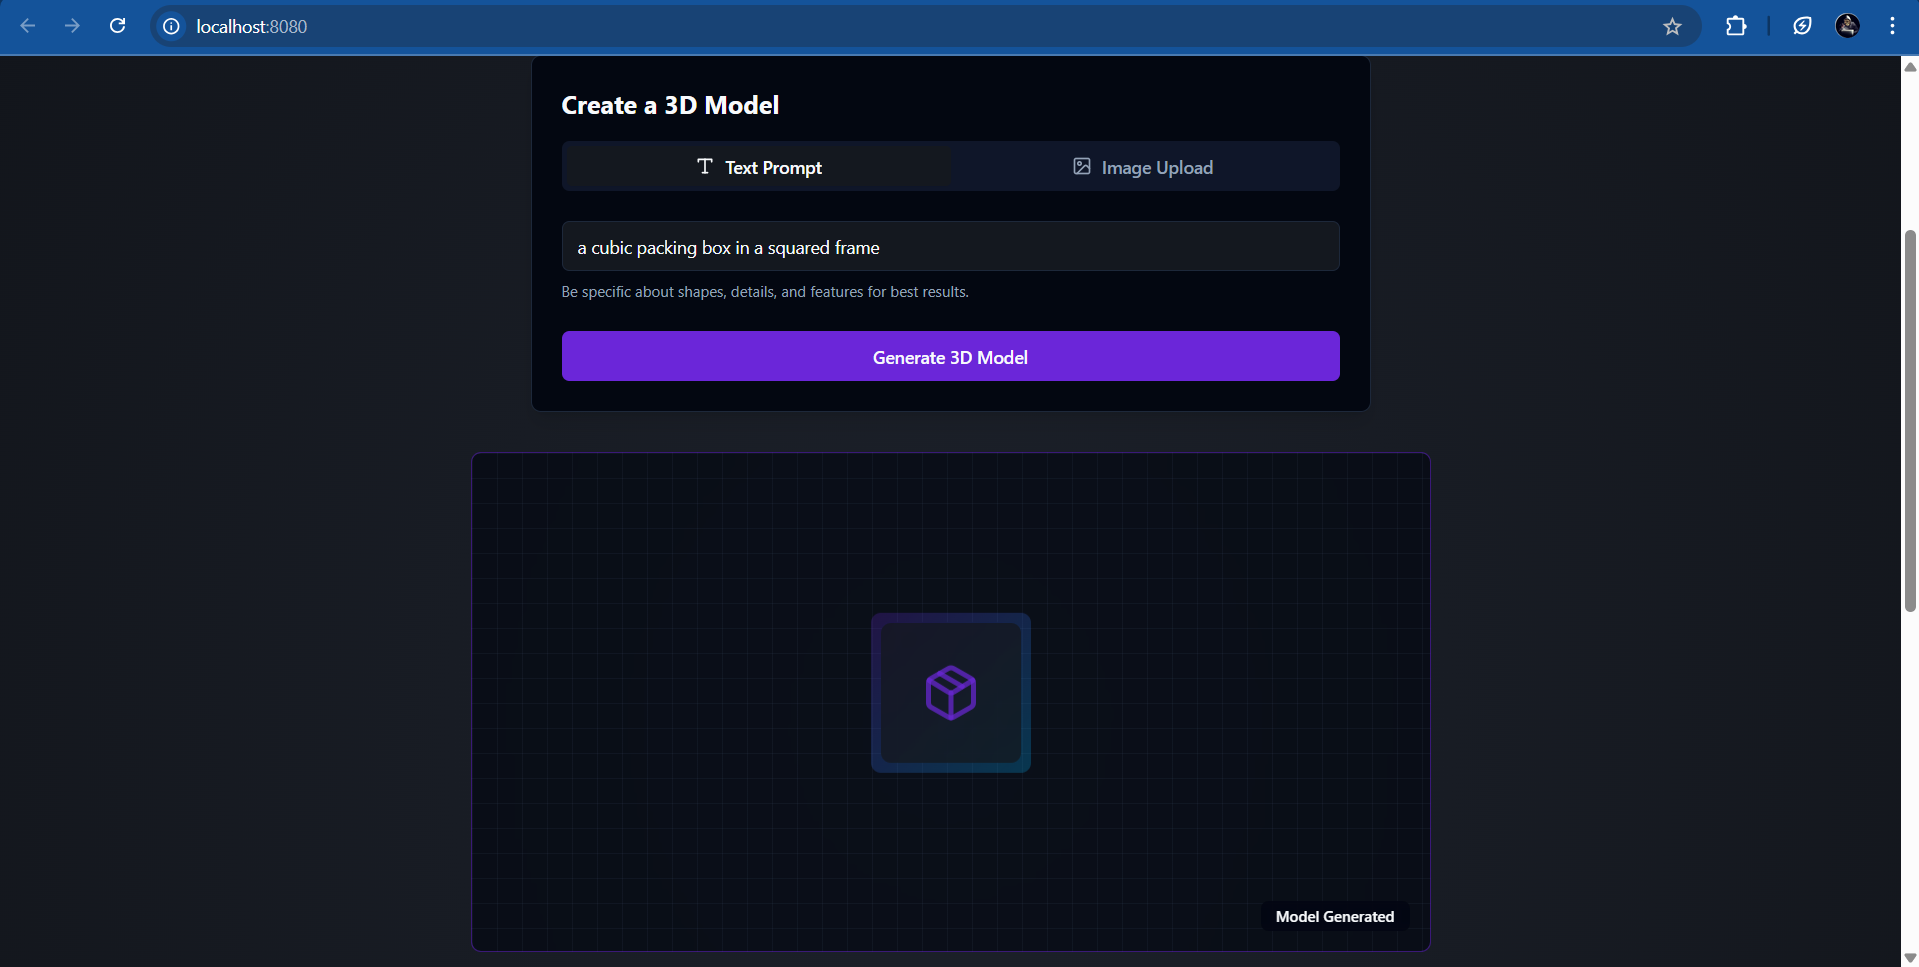 localhost:8080
Create a 3D Model
Text Prompt
Image Upload
a cubic packing box in a squared frame
Be specific about shapes, details, and features for best results.
Generate 3D Model
Model Generated